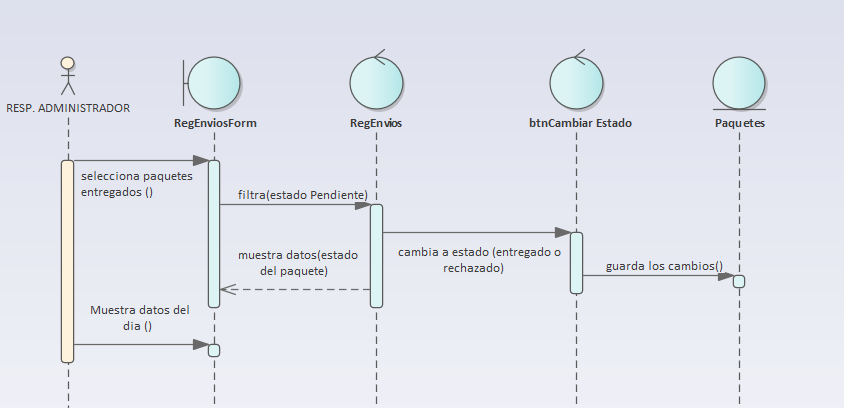 RESP. ADMINISTRADOR
RegEnviosForm
RegEnvios
btnCambiar Estado
Paquetes
selecciona paquetes
entregados ()
filtra(estado Pendiente)
muestra datos(estado
del paquete)
cambia a estado (entregado o
rechazado)
guarda los cambios()
Muestra datos del
dia ()